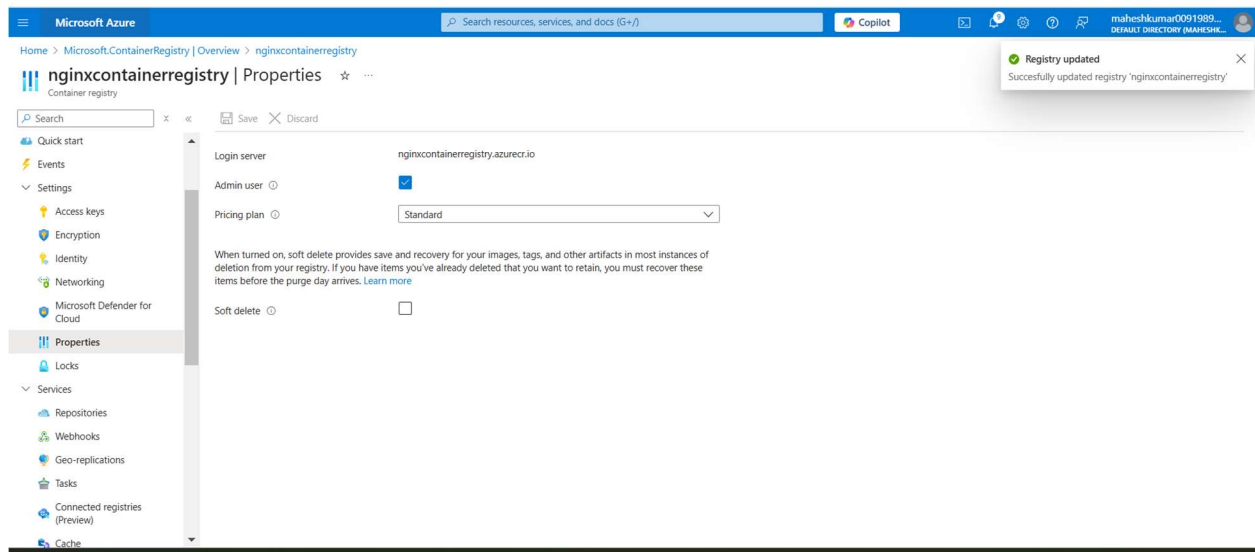 Microsoft Azure
Search resources, services, and docs (G+/)
Copilot
9
maheshkumar0091989...
DEFAULT DIRECTORY (MAHESHK...
Home > Microsoft.ContainerRegistry | Overview > nginxcontainerregistry
nginxcontainerregistry | Properties
Container registry
Registry updated
Succesfully updated registry 'nginxcontainerregistry'
Search
Save
Discard
Quick start
Events
Settings
Access keys
Encryption
Identity
Networking
Microsoft Defender for
Cloud
Properties
Locks
Services
Repositories
Webhooks
Geo-replications
Tasks
Connected registries
(Preview)
Cache
Login server
nginxcontainerregistry.azurecr.io
Admin user
Pricing plan
Standard
When turned on, soft delete provides save and recovery for your images, tags, and other artifacts in most instances of
deletion from your registry. If you have items you've already deleted that you want to retain, you must recover these
items before the purge day arrives. Learn more
Soft delete